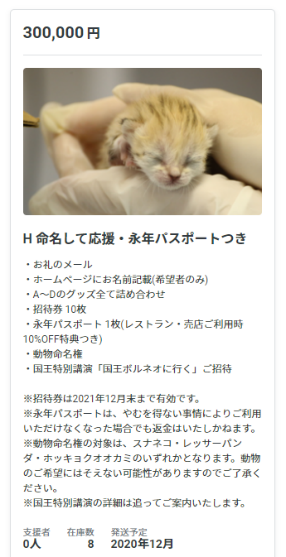 300,000 円
H 命名して応援・永年パスポートつき
・お礼のメール
・ホームページにお名前記載(希望者のみ)
・A〜Dのグッズ全て詰め合わせ
・招待券 10枚
・永年パスポート 1枚(レストラン・売店ご利用時
10%OFF特典つき)
・動物命名権
・国王特別講演「国王ボルネオに行く」ご招待
※招待券は2021年12月末まで有効です。
※永年パスポートは、やむを得ない事情によりご利用
いただけなくなった場合でも返金はいたしかねます。
※動物命名権の対象は、スナネコ・レッサーパン
ダ・ホッキョクオオカミのいずれかとなります。動物
のご希望にはそえない可能性がありますのでご了承く
ださい。
※国王特別講演の詳細は追ってご案内いたします。
支援者 在庫数 発送予定
0人 8 2020年12月